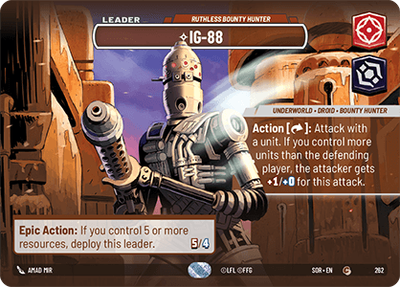 LEADER
RUTHLESS BOUNTY HUNTER
IG-88
UNDERWORLD • DROID • BOUNTY HUNTER
Action [ ]: Attack with
a unit. If you control more
units than the defending
player, the attacker gets
+1/+0 for this attack.
Epic Action: If you control 5 or more
resources, deploy this leader.
5/4
AMAD MIR
©LFL ©FFG
SOR • EN
C
262